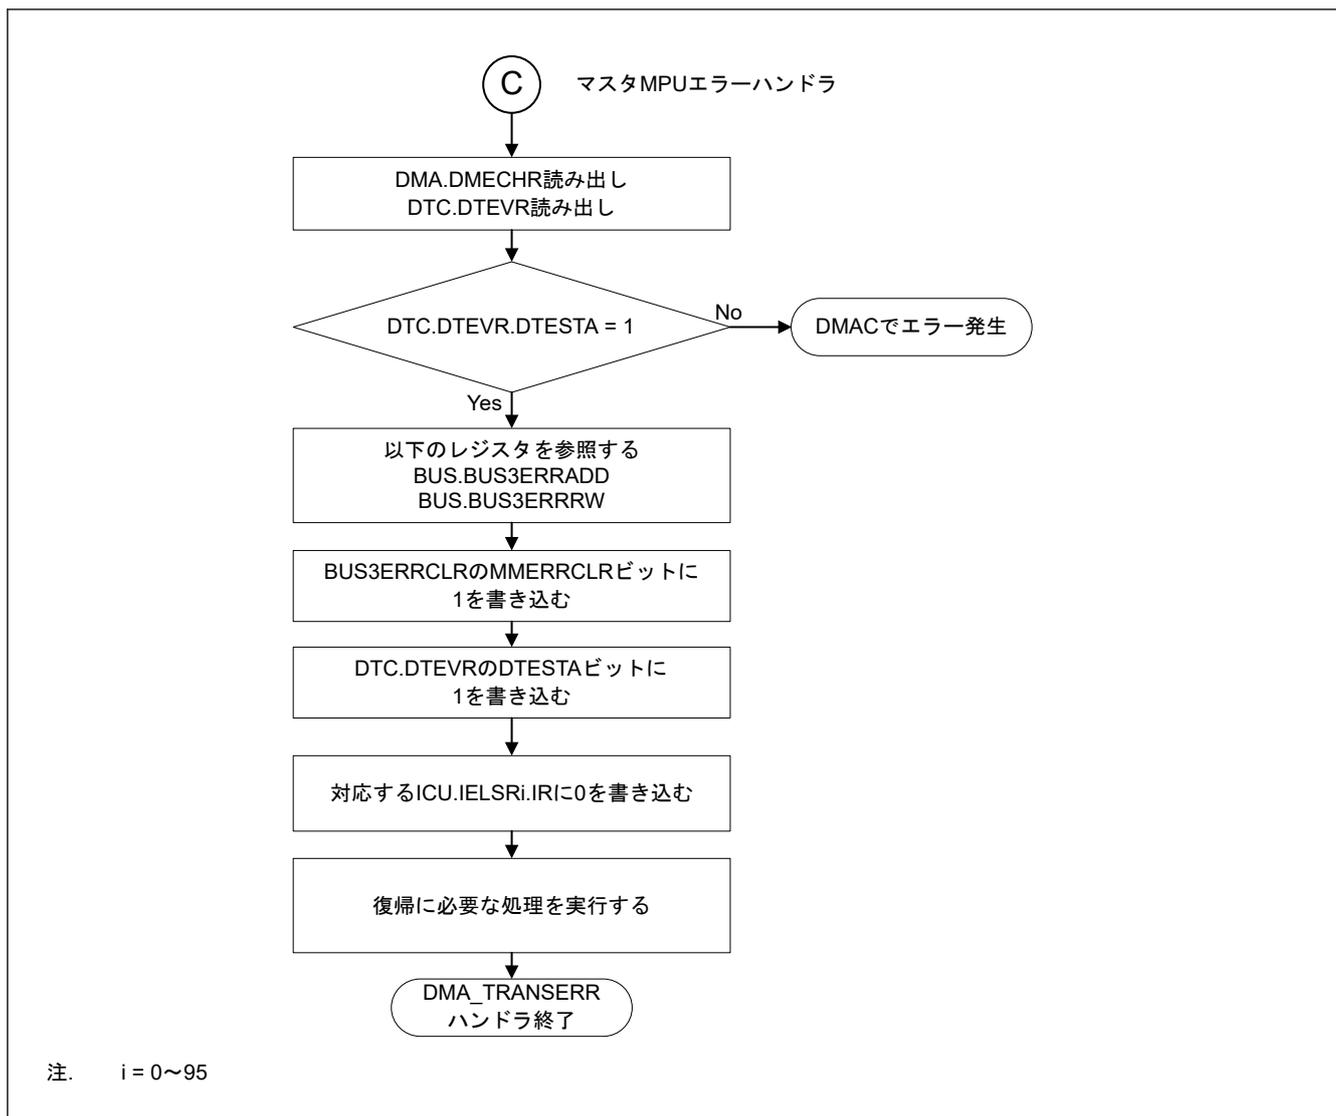 C
マスタMPUエラーハンドラ
DMA.DMECHR読み出し
DTC.DTEVR読み出し
DTC.DTEVR.DTESTA = 1
No
DMACでエラー発生
Yes
以下のレジスタを参照する
BUS.BUS3ERRADD
BUS.BUS3ERRRW
BUS3ERRCLRのMMERRCLRビットに
1を書き込む
DTC.DTEVRのDTESTAビットに
1を書き込む
対応するICU.IELSRi.IRに0を書き込む
復帰に必要な処理を実行する
DMA_TRANSERR
ハンドラ終了
注. i = 0～95